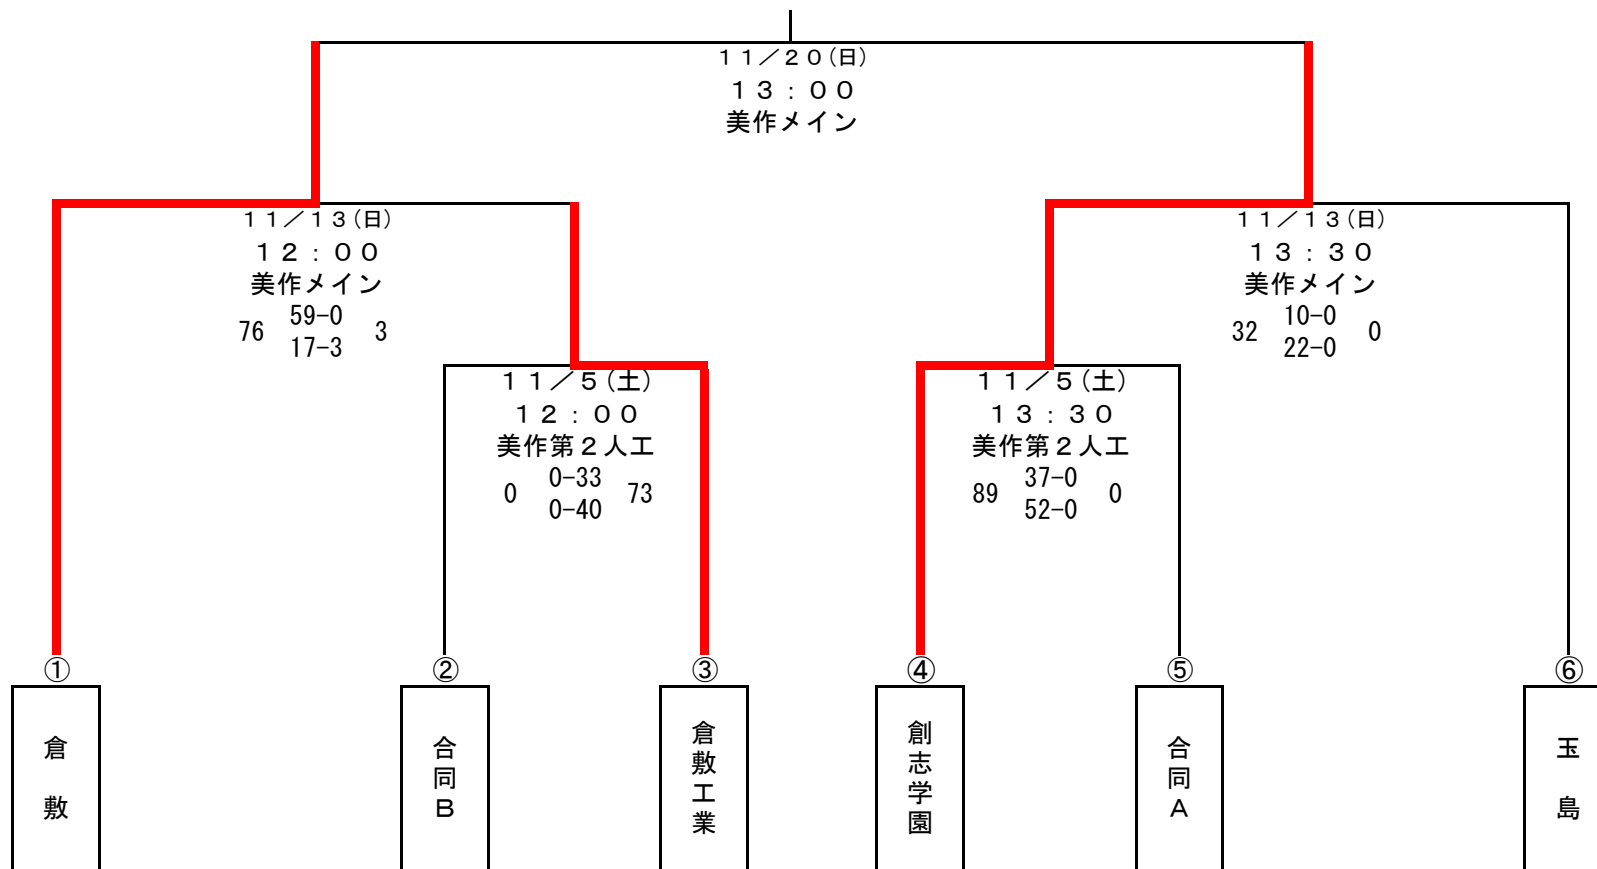 １１／２０(日)
１３：００
美作メイン
１１／１３(日)
１２：００
美作メイン
76 59-0 3
17-3
１１／１３(日)
１３：３０
美作メイン
32 10-0 0
22-0
１１／５(土)
１２：００
美作第２人工
0 0-33 73
0-40
１１／５(土)
１３：３０
美作第２人工
89 37-0 0
52-0
①
倉敷
②
合同Ｂ
③
倉敷工業
④
創志学園
⑤
合同Ａ
⑥
玉島